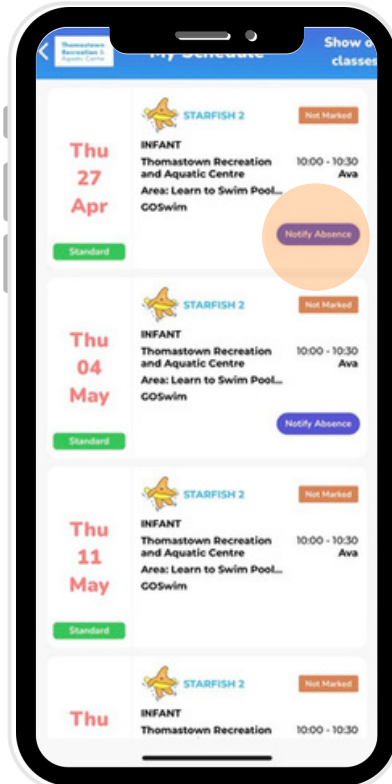 Thomastown
Recreation &
Aquatic Centre
My Schedule
Show o
classes
STARFISH 2
Not Marked
Thu
27
Apr
INFANT
Thomastown Recreation
and Aquatic Centre
10:00 - 10:30
Ava
Area: Learn to Swim Pool...
GOSwim
Notify Absence
Standard
STARFISH 2
Not Marked
Thu
04
May
INFANT
Thomastown Recreation
and Aquatic Centre
10:00 - 10:30
Ava
Area: Learn to Swim Pool...
GOSwim
Notify Absence
Standard
STARFISH 2
Not Marked
Thu
11
May
INFANT
Thomastown Recreation
and Aquatic Centre
10:00 - 10:30
Ava
Area: Learn to Swim Pool...
GOSwim
Standard
STARFISH 2
Not Marked
Thu
INFANT
Thomastown Recreation
10:00 - 10:30